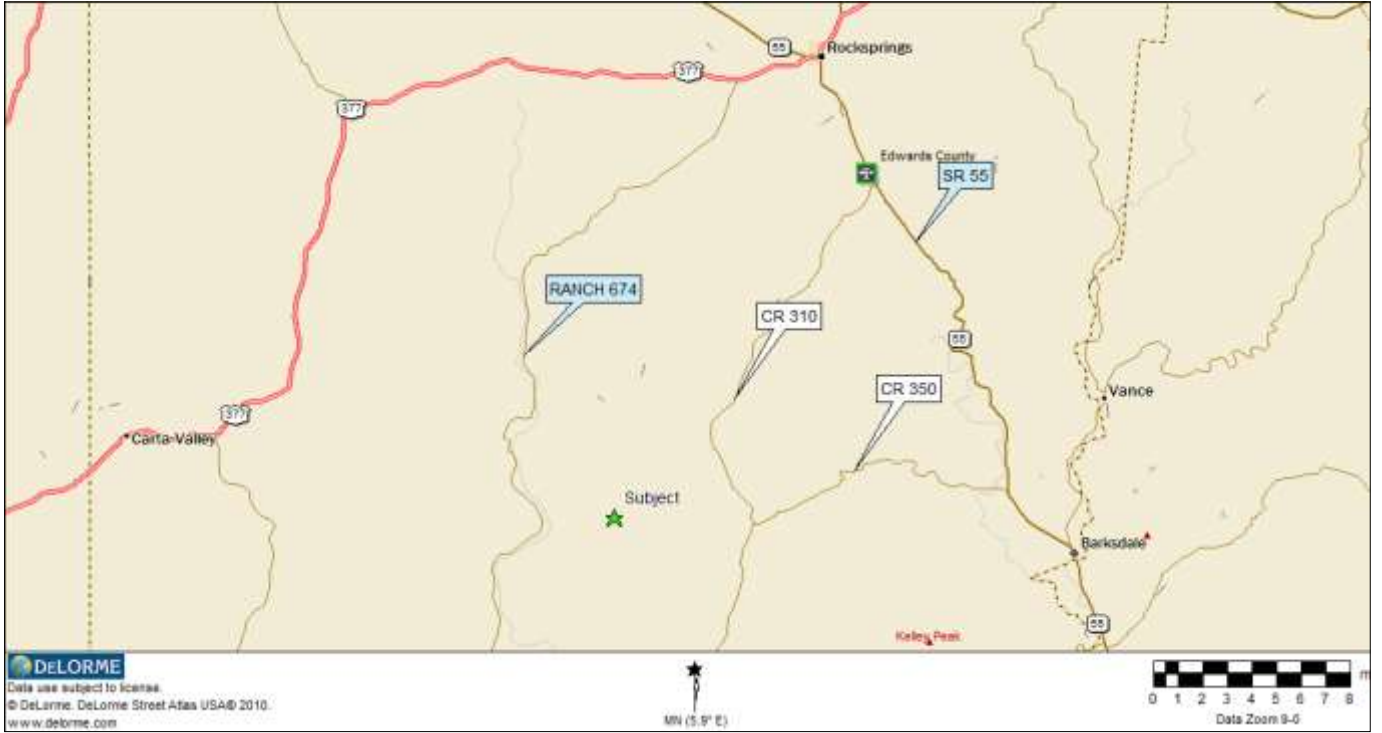 55
Rocksprings
377
377
Edwards County
SR 55
RANCH 674
CR 310
55
CR 350
Vance
377
Carta Valley
Subject
Barksdale
55
Kelley Peak
DELORME
Data use subject to license.
© DeLorme. DeLorme Street Atlas USA® 2010.
www.delorme.com
MN (5.9° E)
m
0 1 2 3 4 5 6 7 8
Data Zoom 9-0